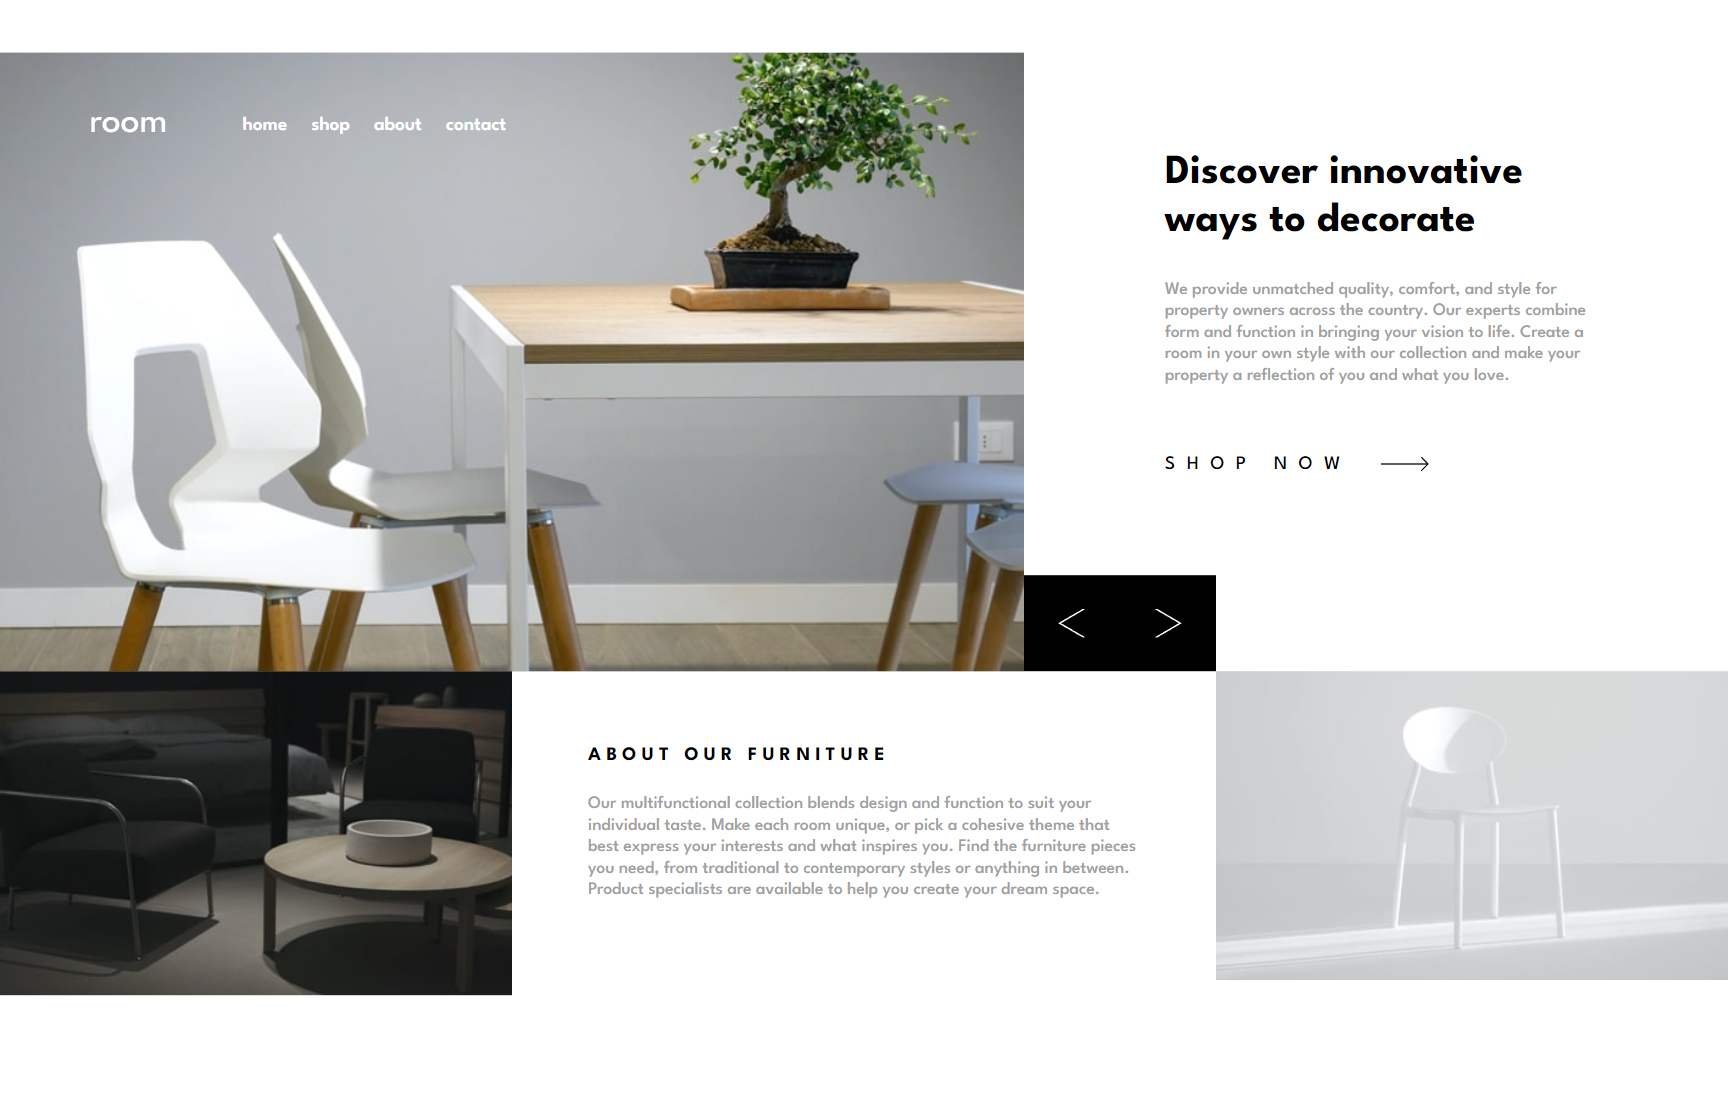 room
home shop about contact
Discover innovative
ways to decorate
We provide unmatched quality, comfort, and style for
property owners across the country. Our experts combine
form and function in bringing your vision to life. Create a
room in your own style with our collection and make your
property a reflection of you and what you love.
SHOP NOW
ABOUT OUR FURNITURE
Our multifunctional collection blends design and function to suit your
individual taste. Make each room unique, or pick a cohesive theme that
best express your interests and what inspires you. Find the furniture pieces
you need, from traditional to contemporary styles or anything in between.
Product specialists are available to help you create your dream space.